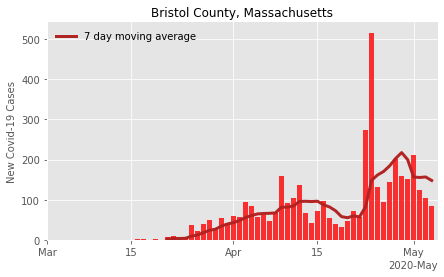 Bristol County, Massachusetts
7 day moving average
New Covid-19 Cases
500
400
300
200
100
0
Mar
15
Apr
15
May
2020-May